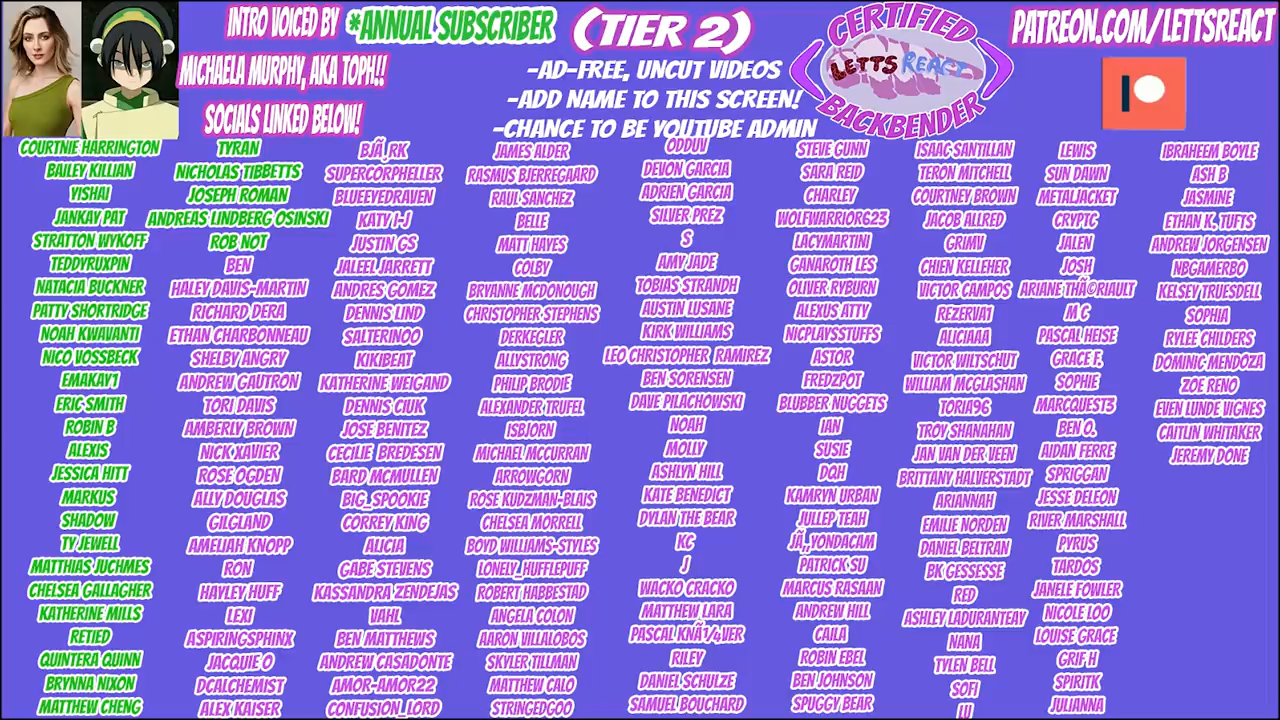 INTRO VOICED BY
MICHAELA MURPHY, AKA TOPH!!
SOCIALS LINKED BELOW!
*ANNUAL SUBSCRIBER
(TIER 2)
-AD-FREE, UNCUT VIDEOS
-ADD NAME TO THIS SCREEN!
-CHANCE TO BE YOUTUBE ADMIN
CERTIFIED
LETTS REACT
BACKBENDER
PATREON.COM/LETTSREACT
COURTNIE HARRINGTON
BAILEY KILLIAN
YISHAI
JANKAY PAT
STRATTON WYKOFF
TEDDYRUXPIN
NATACIA BUCKNER
PATTY SHORTRIDGE
NOAH KWAVANTI
NICO VOSSBECK
EMAKAY1
ERIC SMITH
ROBIN B
ALEXIS
JESSICA HITT
MARKUS
SHADOW
TY JEWELL
MATTHIAS JUCHMES
CHELSEA GALLAGHER
KATHERINE MILLS
RETIED
QUINTERA QUINN
BRYNNA NIXON
MATTHEW CHENG
TYRAN
NICHOLAS TIBBETTS
JOSEPH ROMAN
ANDREAS LINDBERG OSINSKI
ROB NOT
BEN
HALEY DAVIS-MARTIN
RICHARD DERA
ETHAN CHARBONNEAU
SHELBY ANGRY
ANDREW GAUTRON
TORI DAVIS
AMBERLY BROWN
NICK XAVIER
ROSE OGDEN
ALLY DOUGLAS
GILGLAND
AMELIAH KNOPP
RON
HAYLEY HUFF
LEXI
ASPIRINGSPHINX
JACQUIE O
DCALCHEMIST
ALEX KAISER
BJÃ¸RK
SUPERCORPHELLER
BLUEEYEDRAVEN
KATY I-J
JUSTIN GS
JALEEL JARRETT
ANDRES GOMEZ
DENNIS LIND
SALTERINOO
KIKIBEAT
KATHERINE WEIGAND
DENNIS CIUK
JOSE BENITEZ
CECILIE BREDESEN
BARD MCMULLEN
BIG_SPOOKIE
CORREY KING
ALICIA
GABE STEVENS
KASSANDRA ZENDEJAS
VAHL
BEN MATTHEWS
ANDREW CASADONTE
AMOR-AMOR22
CONFUSION_LORD
JAMES ALDER
RASMUS BJERREGAARD
RAUL SANCHEZ
BELLE
MATT HAYES
COLBY
BRYANNE MCDONOUGH
CHRISTOPHER STEPHENS
DERKEGLER
ALLYSTRONG
PHILIP BRODIE
ALEXANDER TRUFEL
ISBJORN
MICHAEL MCCURRAN
ARROWGORN
ROSE KUDZMAN-BLAIS
CHELSEA MORRELL
BOYD WILLIAMS-STYLES
LONELY_HUFFLEPUFF
ROBERT HABBESTAD
ANGELA COLON
AARON VILLALOBOS
SKYLER TILLMAN
MATTHEW CALO
STRINGEDGOO
ODDUV
DEVON GARCIA
ADRIEN GARCIA
SILVER PREZ
S
AMY JADE
TOBIAS STRANDH
AUSTIN LUSANE
KIRK WILLIAMS
LEO CHRISTOPHER RAMIREZ
BEN SORENSEN
DAVE PILACHOWSKI
NOAH
MOLLY
ASHLYN HILL
KATE BENEDICT
DYLAN THE BEAR
KC
J
WACKO CRACKO
MATTHEW LARA
PASCAL KNÃ¼VER
RILEY
DANIEL SCHULZE
SAMUEL BOUCHARD
STEVE GUNN
SARA REID
CHARLEY
WOLFWARRIOR623
LACYMARTINI
GANAROTH LES
OLIVER RYBURN
ALEXUS ATTY
NICPLAYSSTUFFS
ASTOR
FREDZPOT
BLUBBER NUGGETS
IAN
SUSIE
DQH
KAMRYN URBAN
JULLEP TEAH
JÃ„YONDACAM
PATRICK SU
MARCUS RASAAN
ANDREW HILL
CAILA
ROBIN EBEL
BEN JOHNSON
SPUGGY BEAR
ISAAC SANTILLAN
TERON MITCHELL
COURTNEY BROWN
JACOB ALLRED
GRIMV
CHIEN KELLEHER
VICTOR CAMPOS
REZERVA1
ALICIAAA
VICTOR WILTSCHUT
WILLIAM MCGLASHAN
TORIA96
TROY SHANAHAN
JAN VAN DER VEEN
BRITTANY HALVERSTADT
ARIANNAH
EMILIE NORDEN
DANIEL BELTRAN
BK GESSESSE
RED
ASHLEY LADURANTEAY
NANA
TYLEN BELL
SOFI
LU
LEWIS
SUN DAWN
METALJACKET
CRYPTC
JALEN
JOSH
ARIANE THÃ©RIAULT
M C
PASCAL HEISE
GRACE F.
SOPHIE
MARCQUEST3
BEN Q.
AIDAN FERRE
SPRIGGAN
JESSE DELEON
RIVER MARSHALL
PYRUS
TARDOS
JANELE FOWLER
NICOLE LOO
LOUISE GRACE
GRIF H
SPIRITK
JULIANNA
IBRAHEEM BOYLE
ASH B
JASMINE
ETHAN K. TUFTS
ANDREW JORGENSEN
NBGAMERBO
KELSEY TRUESDELL
SOPHIA
RYLEE CHILDERS
DOMINIC MENDOZA
ZOE RENO
EVEN LUNDE VIGNES
CAITLIN WHITAKER
JEREMY DONE